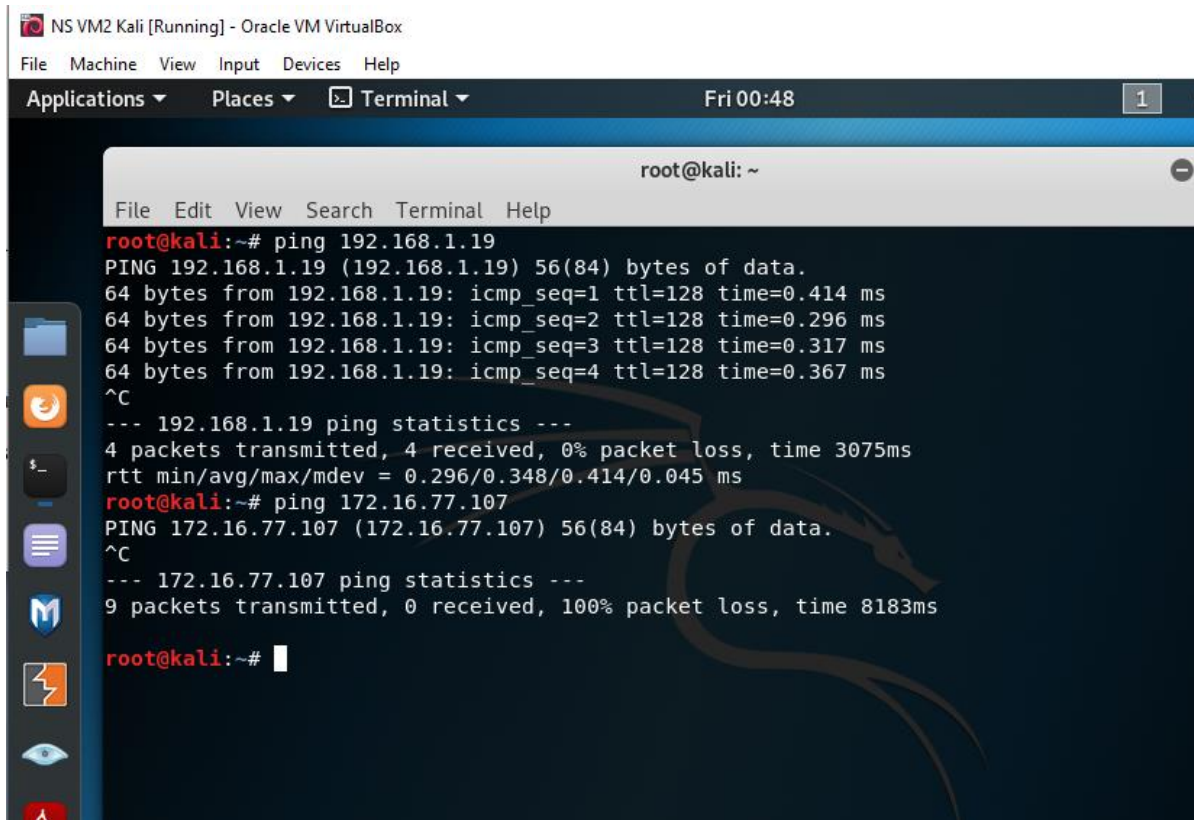 NS VM2 Kali [Running] - Oracle VM VirtualBox
File Machine View Input Devices Help
Applications Places Terminal Fri 00:48 1
root@kali: ~
File Edit View Search Terminal Help
root@kali:~# ping 192.168.1.19
PING 192.168.1.19 (192.168.1.19) 56(84) bytes of data.
64 bytes from 192.168.1.19: icmp_seq=1 ttl=128 time=0.414 ms
64 bytes from 192.168.1.19: icmp_seq=2 ttl=128 time=0.296 ms
64 bytes from 192.168.1.19: icmp_seq=3 ttl=128 time=0.317 ms
64 bytes from 192.168.1.19: icmp_seq=4 ttl=128 time=0.367 ms
^C
--- 192.168.1.19 ping statistics ---
4 packets transmitted, 4 received, 0% packet loss, time 3075ms
rtt min/avg/max/mdev = 0.296/0.348/0.414/0.045 ms
root@kali:~# ping 172.16.77.107
PING 172.16.77.107 (172.16.77.107) 56(84) bytes of data.
^C
--- 172.16.77.107 ping statistics ---
9 packets transmitted, 0 received, 100% packet loss, time 8183ms
root@kali:~#